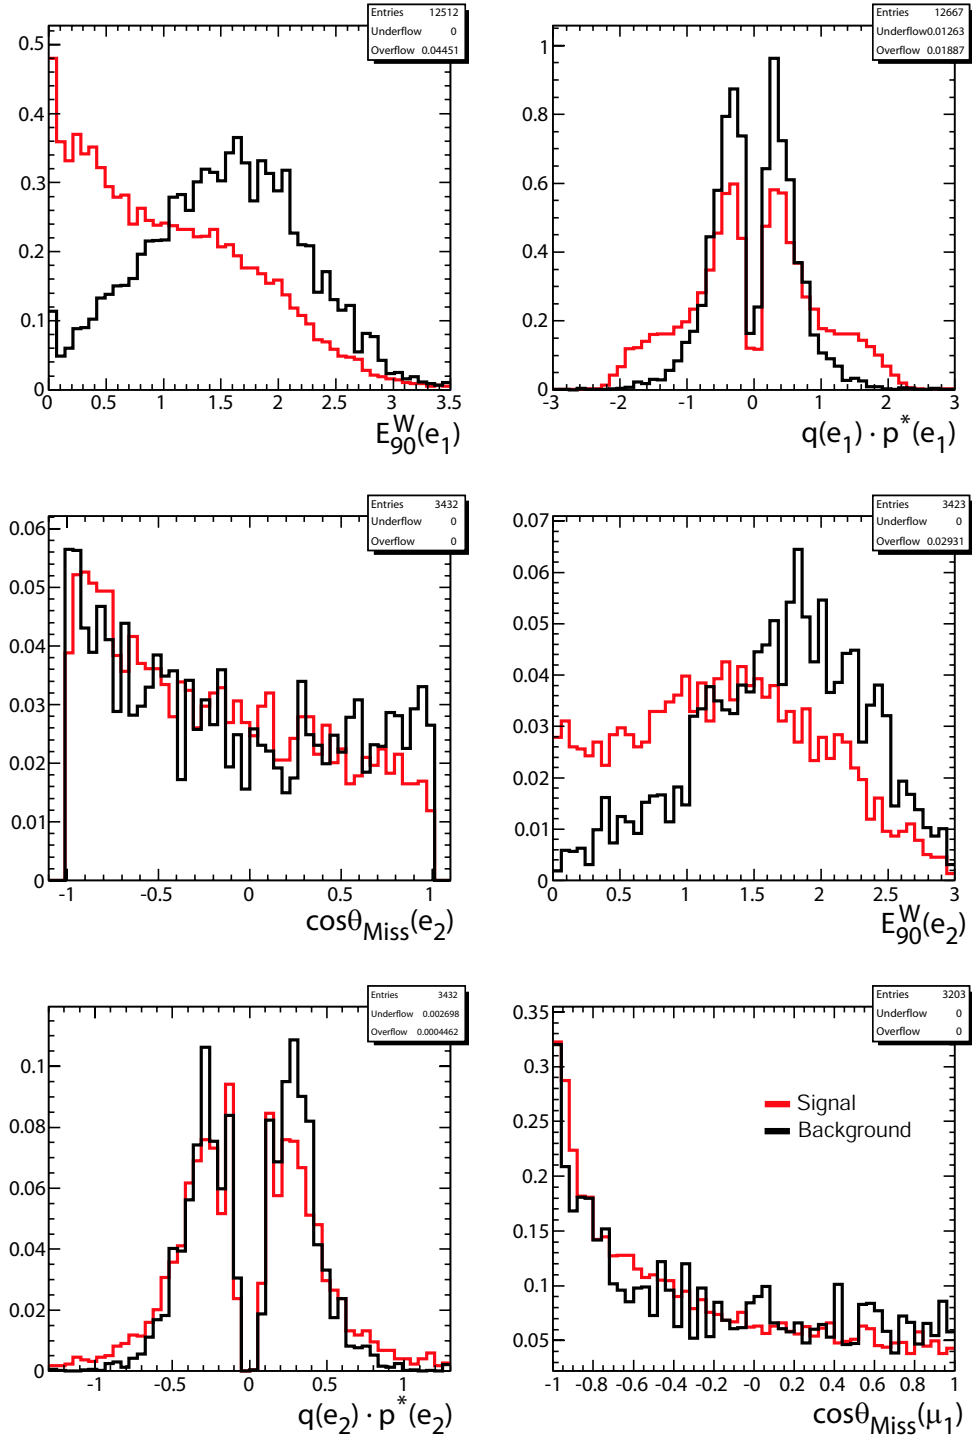 Entries 12512
Underflow 0
Overflow 0.04451
0.5
0.4
0.3
0.2
0.1
0
0 0.5 1 1.5 2 2.5 3 3.5
E_90^W(e_1)
Entries 12667
Underflow 0.01263
Overflow 0.01887
1
0.8
0.6
0.4
0.2
0
-3 -2 -1 0 1 2 3
q(e_1) · p^*(e_1)
Entries 3432
Underflow 0
Overflow 0
0.06
0.05
0.04
0.03
0.02
0.01
0
-1 -0.5 0 0.5 1
cosθ_Miss(e_2)
Entries 3423
Underflow 0
Overflow 0.02931
0.07
0.06
0.05
0.04
0.03
0.02
0.01
0
0 0.5 1 1.5 2 2.5 3
E_90^W(e_2)
Entries 3432
Underflow 0.002698
Overflow 0.0004462
0.1
0.08
0.06
0.04
0.02
0
-1 -0.5 0 0.5 1
q(e_2) · p^*(e_2)
Entries 3203
Underflow 0
Overflow 0
0.35
0.3
0.25
0.2
0.15
0.1
0.05
Signal
Background
-1 -0.8 -0.6 -0.4 -0.2 -0 0.2 0.4 0.6 0.8 1
cosθ_Miss(μ_1)